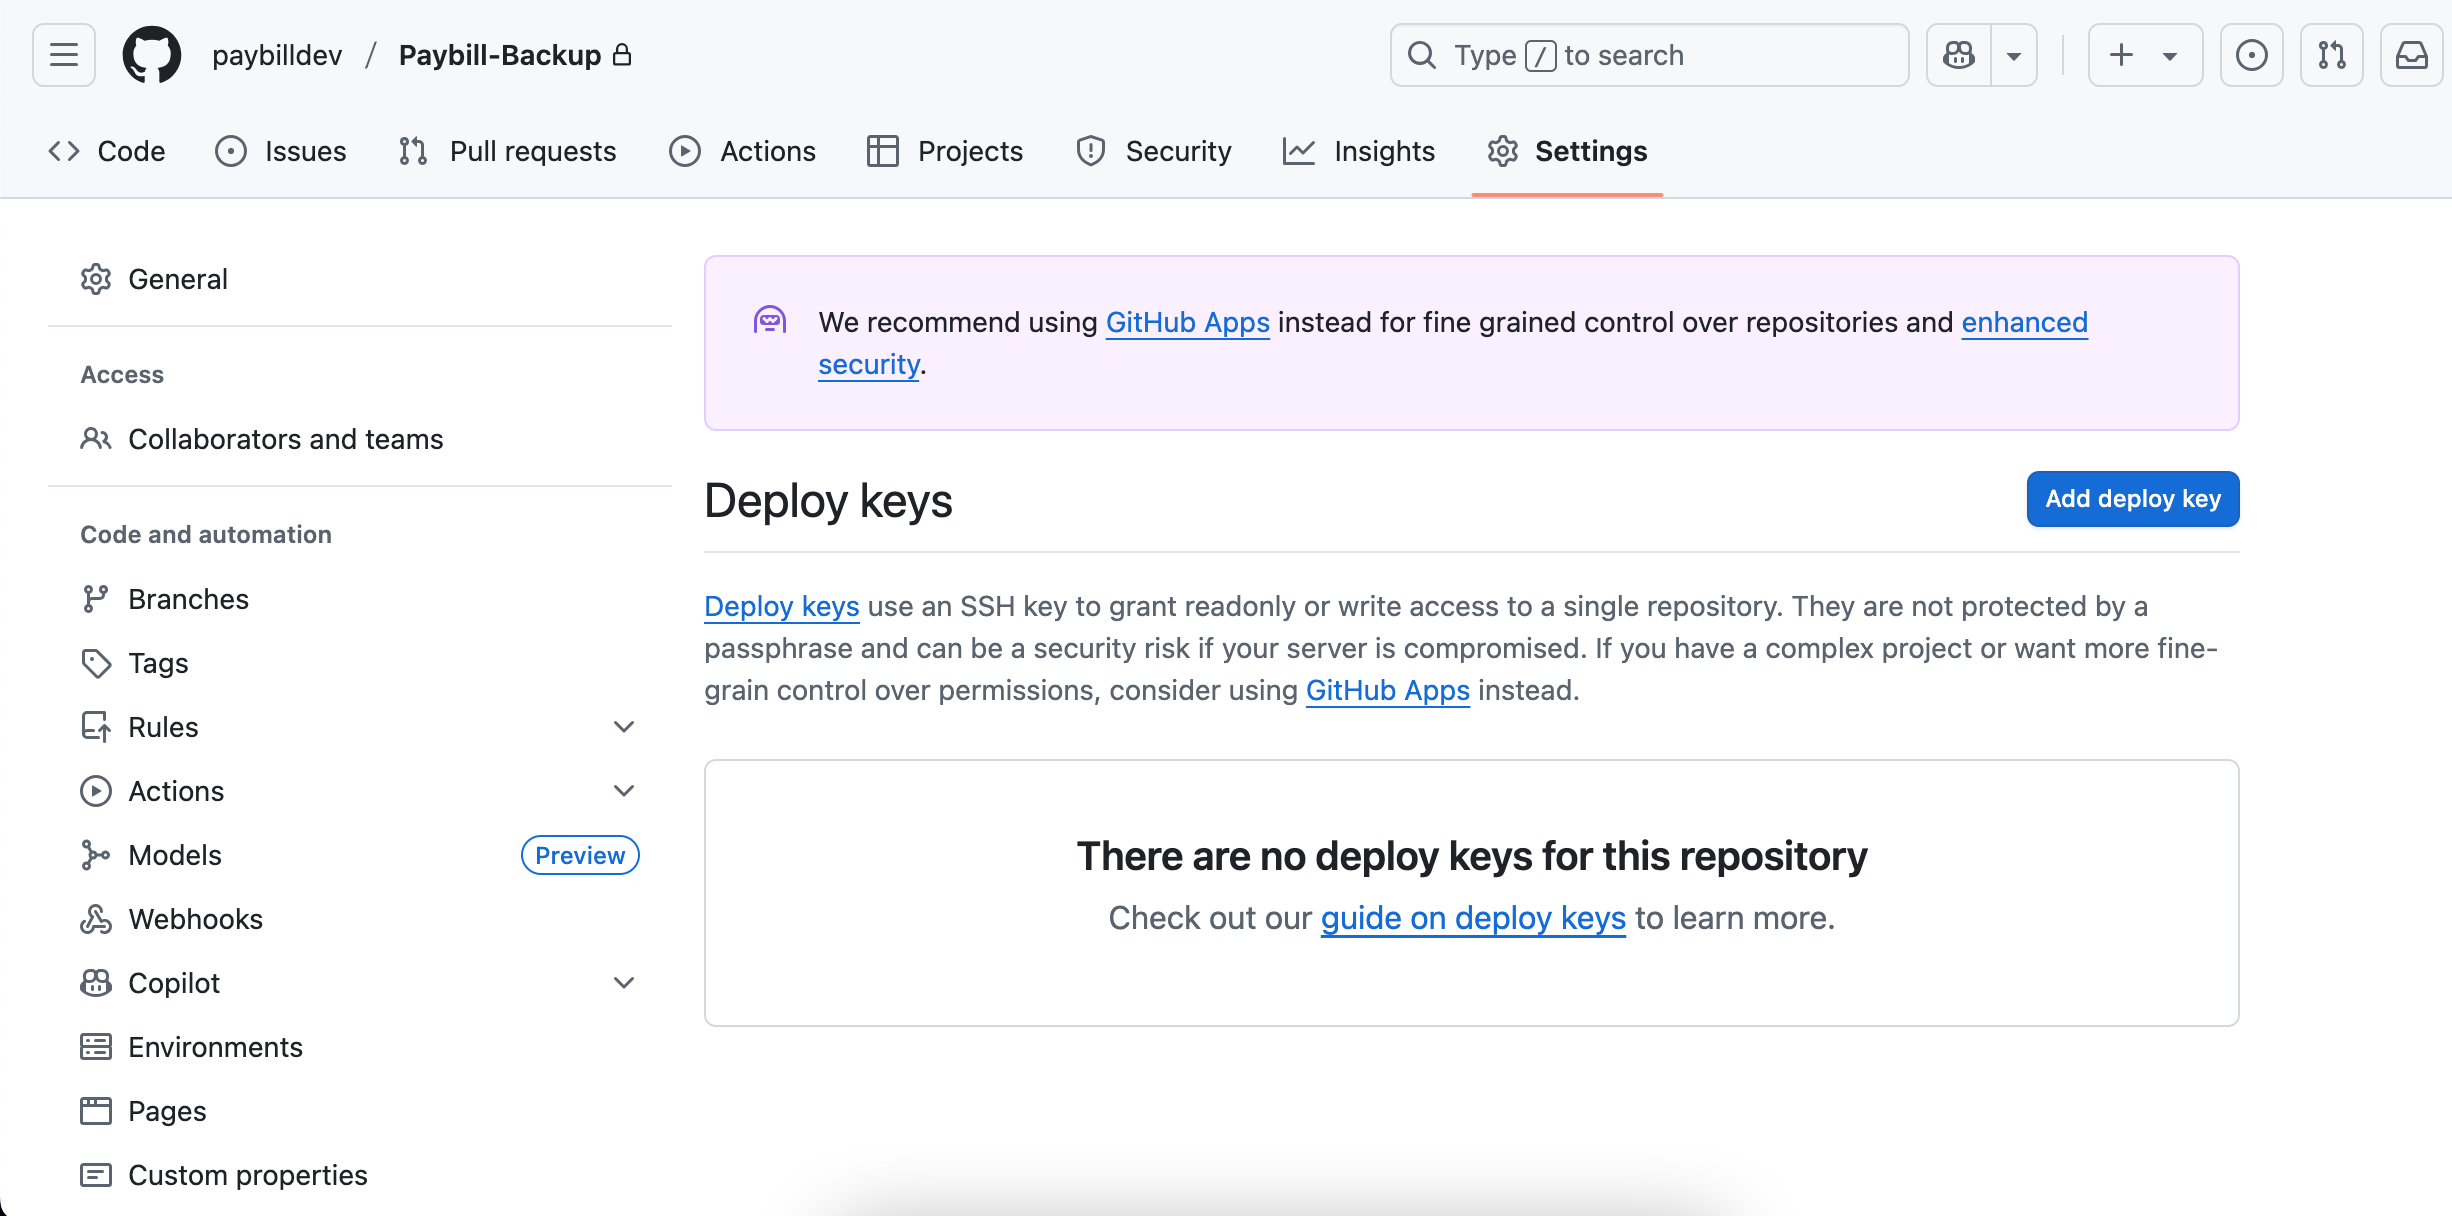 paybilldev / Paybill-Backup
Type / to search
Code
Issues
Pull requests
Actions
Projects
Security
Insights
Settings
General
Access
Collaborators and teams
Code and automation
Branches
Tags
Rules
Actions
Models
Preview
Webhooks
Copilot
Environments
Pages
Custom properties
We recommend using GitHub Apps instead for fine grained control over repositories and enhanced
security.
Deploy keys
Add deploy key
Deploy keys use an SSH key to grant readonly or write access to a single repository. They are not protected by a
passphrase and can be a security risk if your server is compromised. If you have a complex project or want more fine-
grain control over permissions, consider using GitHub Apps instead.
There are no deploy keys for this repository
Check out our guide on deploy keys to learn more.